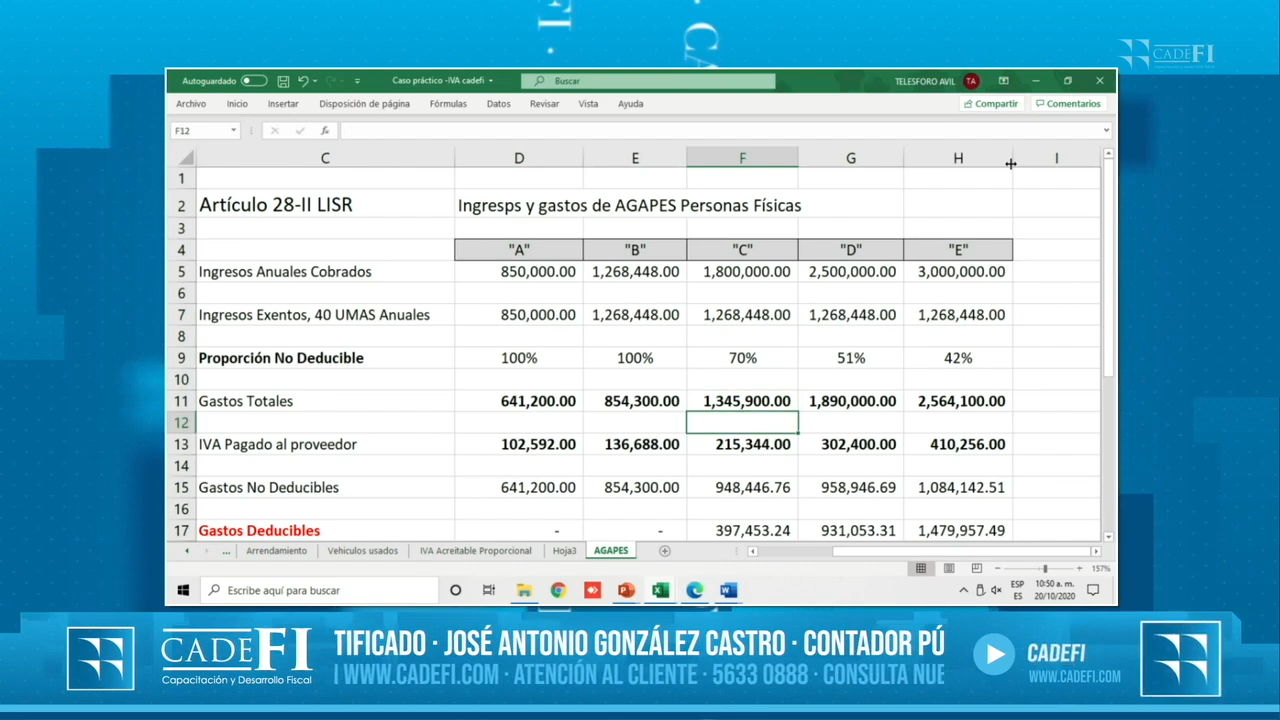 FI ·
· CA
CADEFI
Capacitación y Desarrollo Fiscal
Autoguardado
Caso práctico -IVA cadefi
Buscar
TELESFORO AVIL
TA
Archivo Inicio Insertar Disposición de página Fórmulas Datos Revisar Vista Ayuda Compartir Comentarios
F12
fx
C D E F G H I
1
2 Artículo 28-II LISR Ingresps y gastos de AGAPES Personas Físicas
3
4 "A" "B" "C" "D" "E"
5 Ingresos Anuales Cobrados 850,000.00 1,268,448.00 1,800,000.00 2,500,000.00 3,000,000.00
6
7 Ingresos Exentos, 40 UMAS Anuales 850,000.00 1,268,448.00 1,268,448.00 1,268,448.00 1,268,448.00
8
9 Proporción No Deducible 100% 100% 70% 51% 42%
10
11 Gastos Totales 641,200.00 854,300.00 1,345,900.00 1,890,000.00 2,564,100.00
12
13 IVA Pagado al proveedor 102,592.00 136,688.00 215,344.00 302,400.00 410,256.00
14
15 Gastos No Deducibles 641,200.00 854,300.00 948,446.76 958,946.69 1,084,142.51
16
17 Gastos Deducibles - - 397,453.24 931,053.31 1,479,957.49
... Arrendamiento Vehiculos usados IVA Acreitable Proporcional Hoja3 AGAPES
157%
Escribe aquí para buscar
ESP
ES
10:50 a. m.
20/10/2020
CADEFI
Capacitación y Desarrollo Fiscal
TIFICADO · JOSÉ ANTONIO GONZÁLEZ CASTRO · CONTADOR PÚ
I WWW.CADEFI.COM · ATENCIÓN AL CLIENTE · 5633 0888 · CONSULTA NUE
CADEFI
WWW.CADEFI.COM